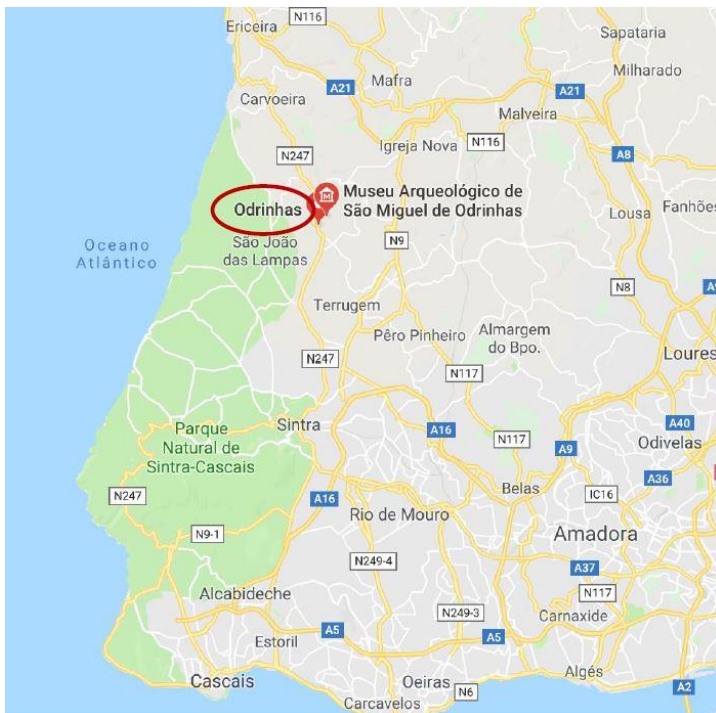 N116
Ericeira
Sapataria
Mafra
Milharado
A21
A21
Carvoeira
Malveira
Igreja Nova
N116
N247
A8
Museu Arqueológico de
São Miguel de Odrinhas
Odrinhas
Lousa
Fanhões
São João
das Lampas
Oceano
Atlântico
N9
N8
Terrugem
Pêro Pinheiro
Almargem
do Bpo.
Loures
N247
N117
Parque
Natural de
Sintra-Cascais
Sintra
A16
N117
A9
A40
Odivelas
A36
N247
A16
Belas
IC16
Rio de Mouro
N9-1
Amadora
N249-4
A37
N117
Alcabideche
N249-3
Carnaxide
Estoril
A5
A5
Cascais
Oeiras
N6
Algés
A2
Carcavelos